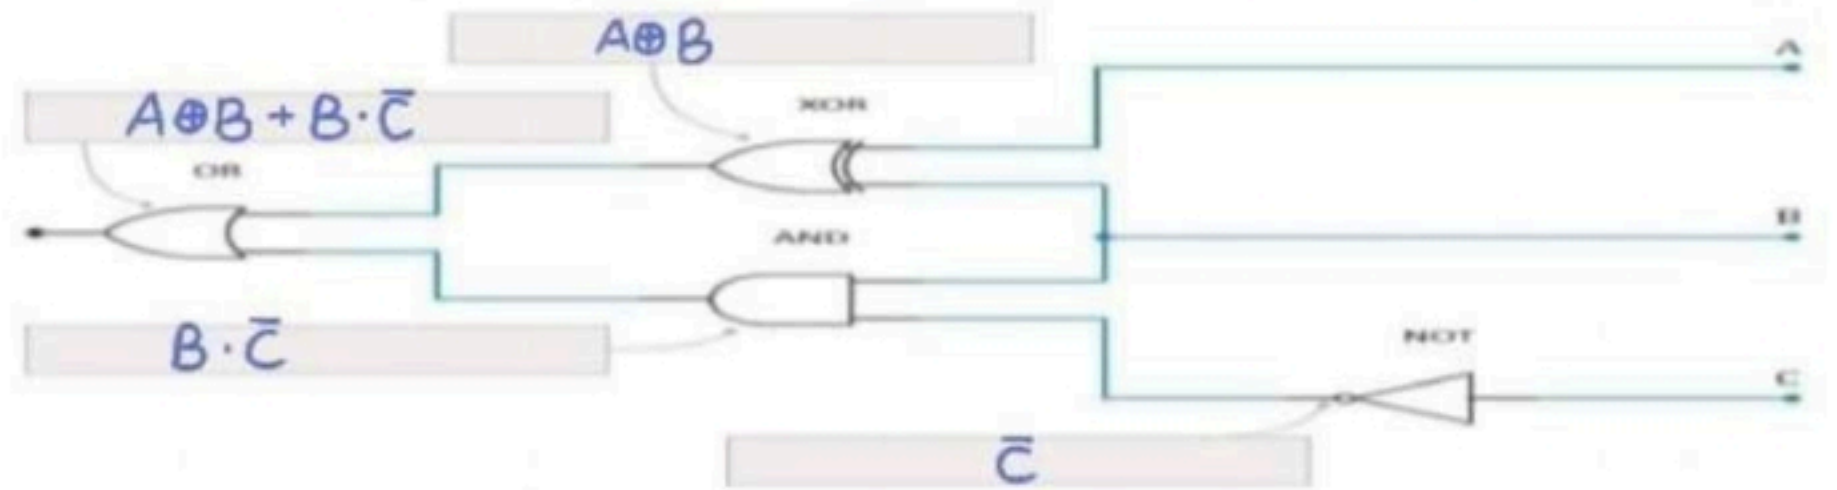 A⊕B
A
XOR
A⊕B + B·C̅
OR
B
AND
B·C̅
NOT
C
C̅